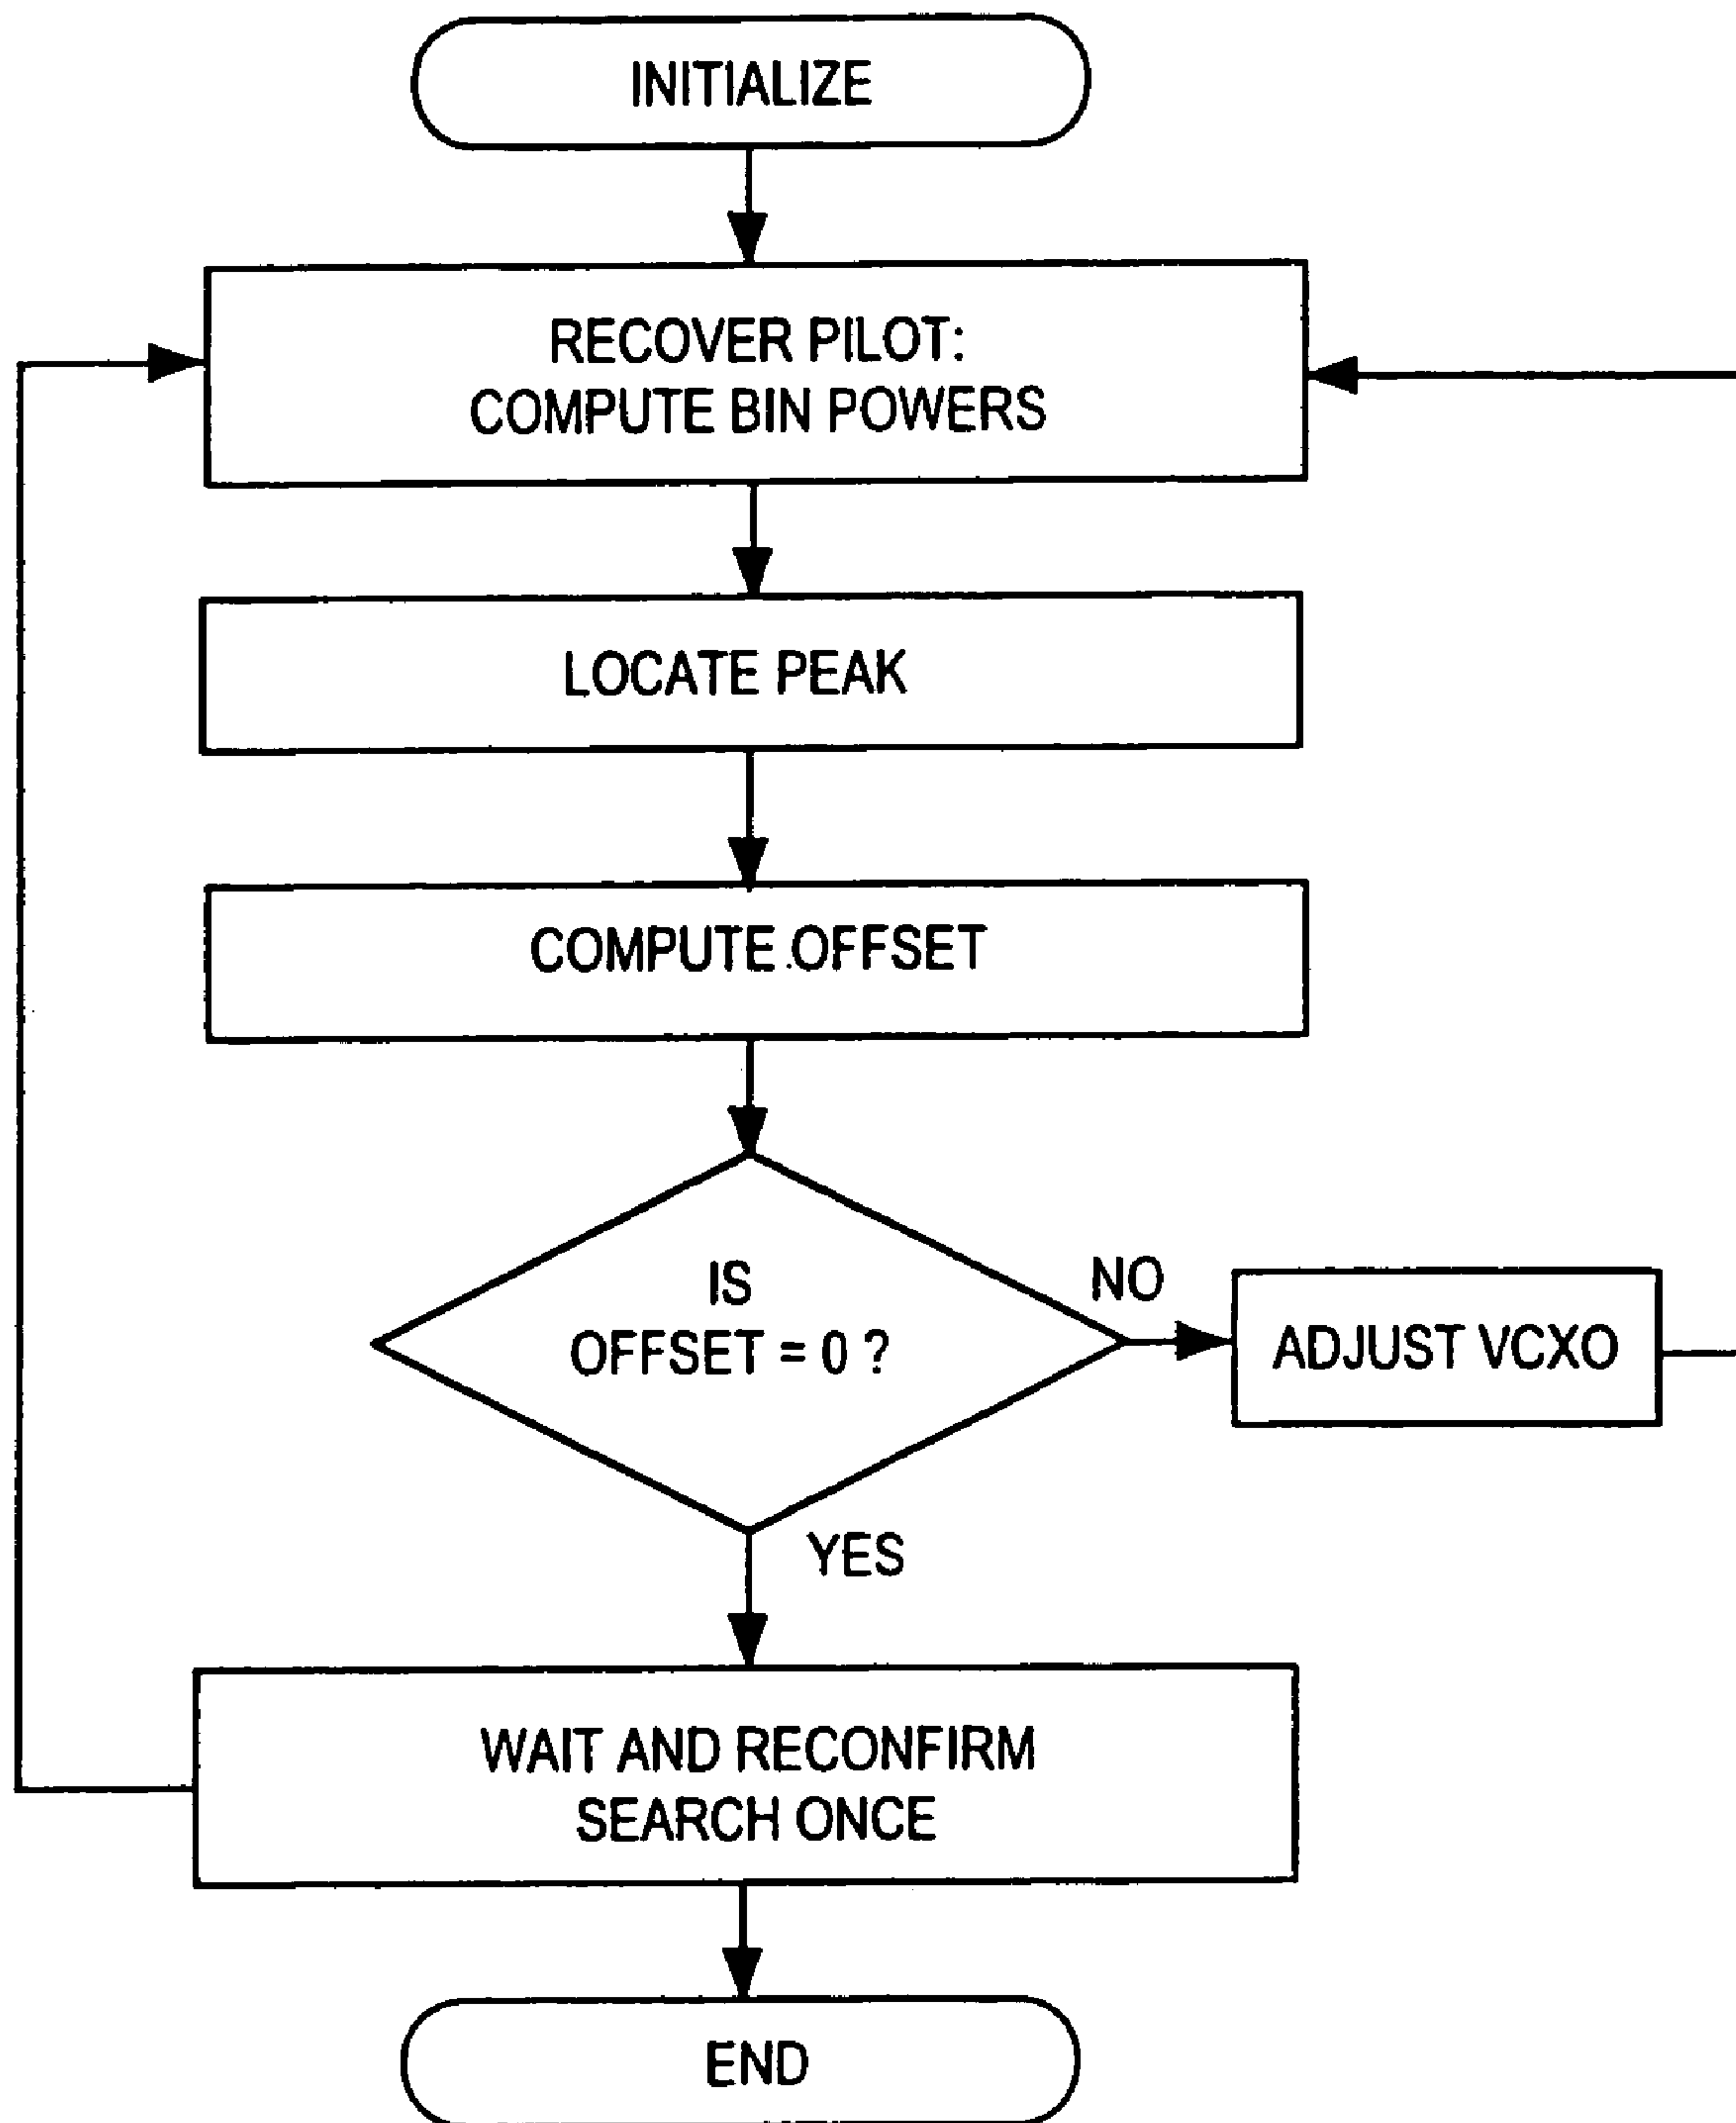 INITIALIZE
RECOVER PILOT:
COMPUTE BIN POWERS
LOCATE PEAK
COMPUTE OFFSET
IS
OFFSET = 0 ?
NO
ADJUST VCXO
YES
WAIT AND RECONFIRM
SEARCH ONCE
END